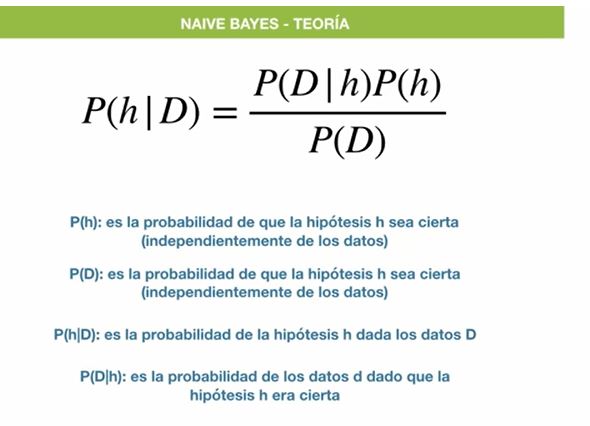 NAIVE BAYES - TEORÍA
P(h|D) = P(D|h)P(h) / P(D)
P(h): es la probabilidad de que la hipótesis h sea cierta
(independientemente de los datos)
P(D): es la probabilidad de que la hipótesis h sea cierta
(independientemente de los datos)
P(h|D): es la probabilidad de la hipótesis h dada los datos D
P(D|h): es la probabilidad de los datos d dado que la
hipótesis h era cierta